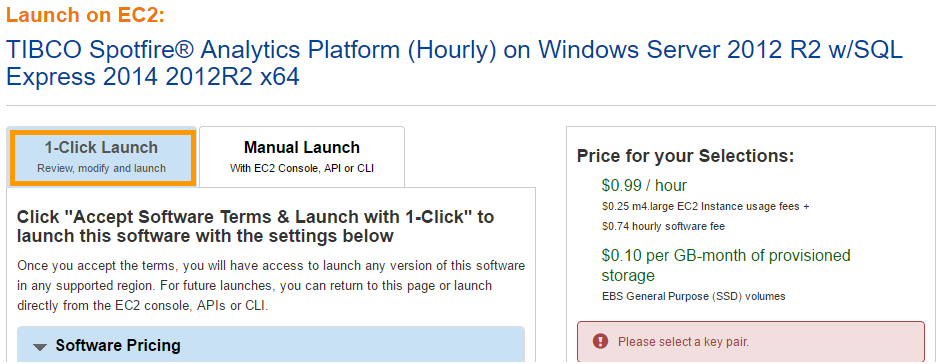 Launch on EC2:
TIBCO Spotfire® Analytics Platform (Hourly) on Windows Server 2012 R2 w/SQL
Express 2014 2012R2 x64
1-Click Launch
Review, modify and launch
Manual Launch
With EC2 Console, API or CLI
Click "Accept Software Terms & Launch with 1-Click" to
launch this software with the settings below
Once you accept the terms, you will have access to launch any version of this software
in any supported region. For future launches, you can return to this page or launch
directly from the EC2 console, APIs or CLI.
Software Pricing
Price for your Selections:
$0.99 / hour
$0.25 m4.large EC2 Instance usage fees +
$0.74 hourly software fee
$0.10 per GB-month of provisioned
storage
EBS General Purpose (SSD) volumes
Please select a key pair.